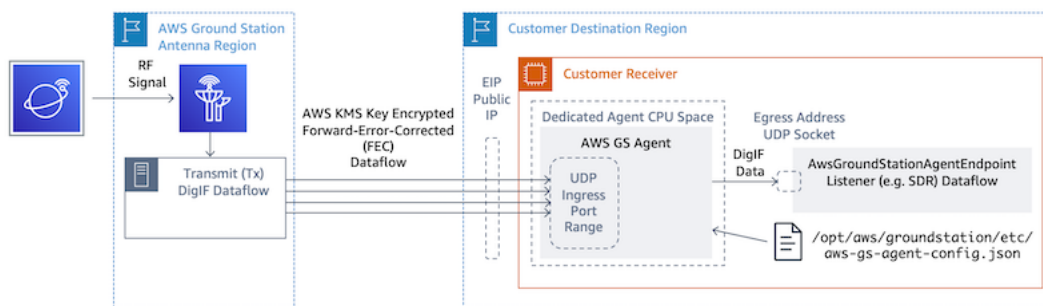 AWS Ground Station
Antenna Region
RF
Signal
Transmit (Tx)
DigIF Dataflow
AWS KMS Key Encrypted
Forward-Error-Corrected
(FEC)
Dataflow
Customer Destination Region
EIP
Public
IP
Customer Receiver
Dedicated Agent CPU Space
AWS GS Agent
UDP
Ingress
Port
Range
DigIF
Data
Egress Address
UDP Socket
AwsGroundStationAgentEndpoint
Listener (e.g. SDR) Dataflow
/opt/aws/groundstation/etc/
aws-gs-agent-config.json